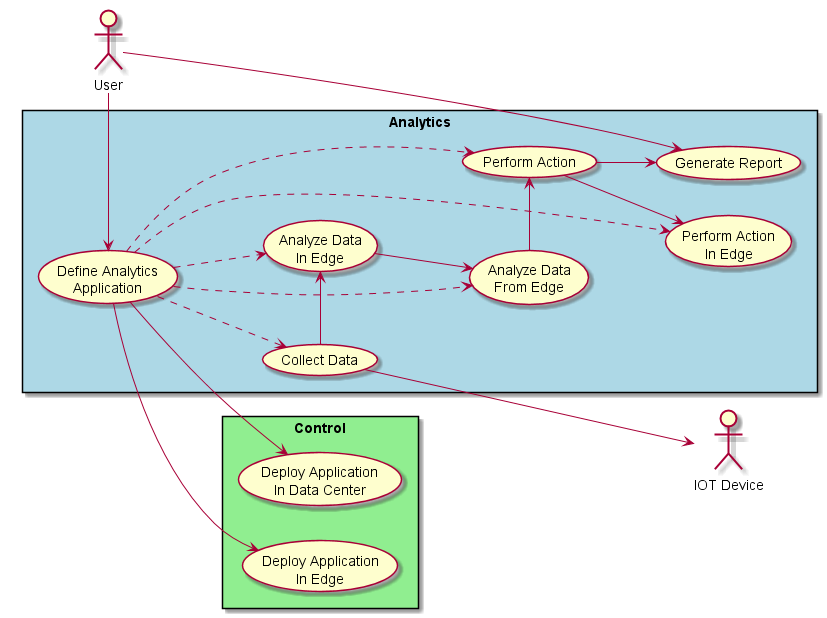 User
Analytics
Perform Action
Generate Report
Analyze Data
In Edge
Perform Action
In Edge
Define Analytics
Application
Analyze Data
From Edge
Collect Data
Control
Deploy Application
In Data Center
IOT Device
Deploy Application
In Edge